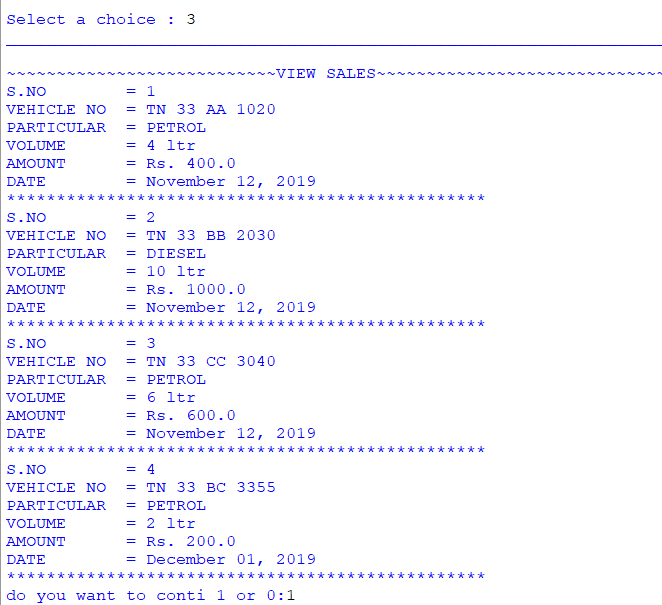 Select a choice : 3
~~~~~~~~~~~~~~~~~~~~~~~~~~~VIEW SALES~~~~~~~~~~~~~~~~~~~~~~~~~~~~~
S.NO        = 1
VEHICLE NO  = TN 33 AA 1020
PARTICULAR  = PETROL
VOLUME      = 4 ltr
AMOUNT      = Rs. 400.0
DATE        = November 12, 2019
************************************************
S.NO        = 2
VEHICLE NO  = TN 33 BB 2030
PARTICULAR  = DIESEL
VOLUME      = 10 ltr
AMOUNT      = Rs. 1000.0
DATE        = November 12, 2019
************************************************
S.NO        = 3
VEHICLE NO  = TN 33 CC 3040
PARTICULAR  = PETROL
VOLUME      = 6 ltr
AMOUNT      = Rs. 600.0
DATE        = November 12, 2019
************************************************
S.NO        = 4
VEHICLE NO  = TN 33 BC 3355
PARTICULAR  = PETROL
VOLUME      = 2 ltr
AMOUNT      = Rs. 200.0
DATE        = December 01, 2019
************************************************
do you want to conti 1 or 0:1